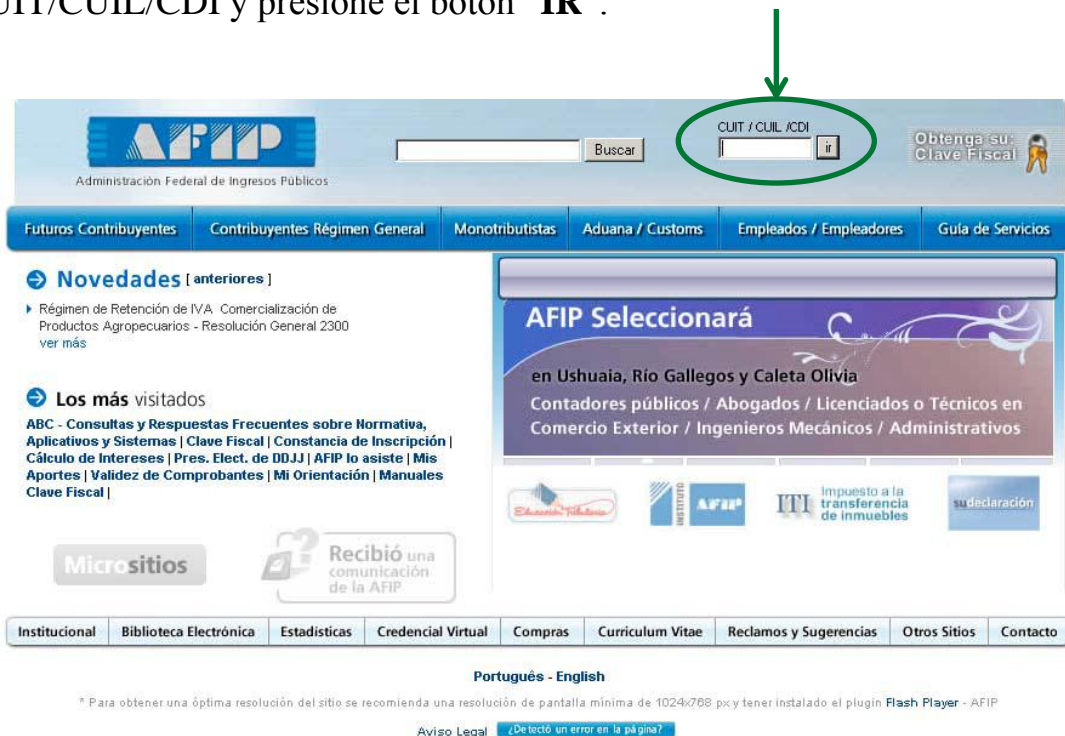 UIT/CUIL/CDI y presione el botón "IR".
AFIP
Administración Federal de Ingresos Públicos
Buscar
CUIT / CUIL /CDI
ir
Obtenga su:
Clave Fiscal
Futuros Contribuyentes
Contribuyentes Régimen General
Monotributistas
Aduana / Customs
Empleados / Empleadores
Guía de Servicios
Novedades [ anteriores ]
Régimen de Retención de IVA Comercialización de
Productos Agropecuarios - Resolución General 2300
ver más
Los más visitados
ABC - Consultas y Respuestas Frecuentes sobre Normativa,
Aplicativos y Sistemas | Clave Fiscal | Constancia de Inscripción |
Cálculo de Intereses | Pres. Elect. de DDJJ | AFIP lo asiste | Mis
Aportes | Validez de Comprobantes | Mi Orientación | Manuales
Clave Fiscal |
AFIP Seleccionará
en Ushuaia, Río Gallegos y Caleta Olivia
Contadores públicos / Abogados / Licenciados o Técnicos en
Comercio Exterior / Ingenieros Mecánicos / Administrativos
Educación Tributaria
INSTITUTO
AFIP
ITI
Impuesto a la
transferencia
de inmuebles
sudeclaración
Micrositios
Recibió una
comunicación
de la AFIP
Institucional
Biblioteca Electrónica
Estadísticas
Credencial Virtual
Compras
Curriculum Vitae
Reclamos y Sugerencias
Otros Sitios
Contacto
Português - English
* Para obtener una óptima resolución del sitio se recomienda una resolución de pantalla mínima de 1024x768 px y tener instalado el plugin Flash Player - AFIP
Aviso Legal
¿Detectó un error en la página?